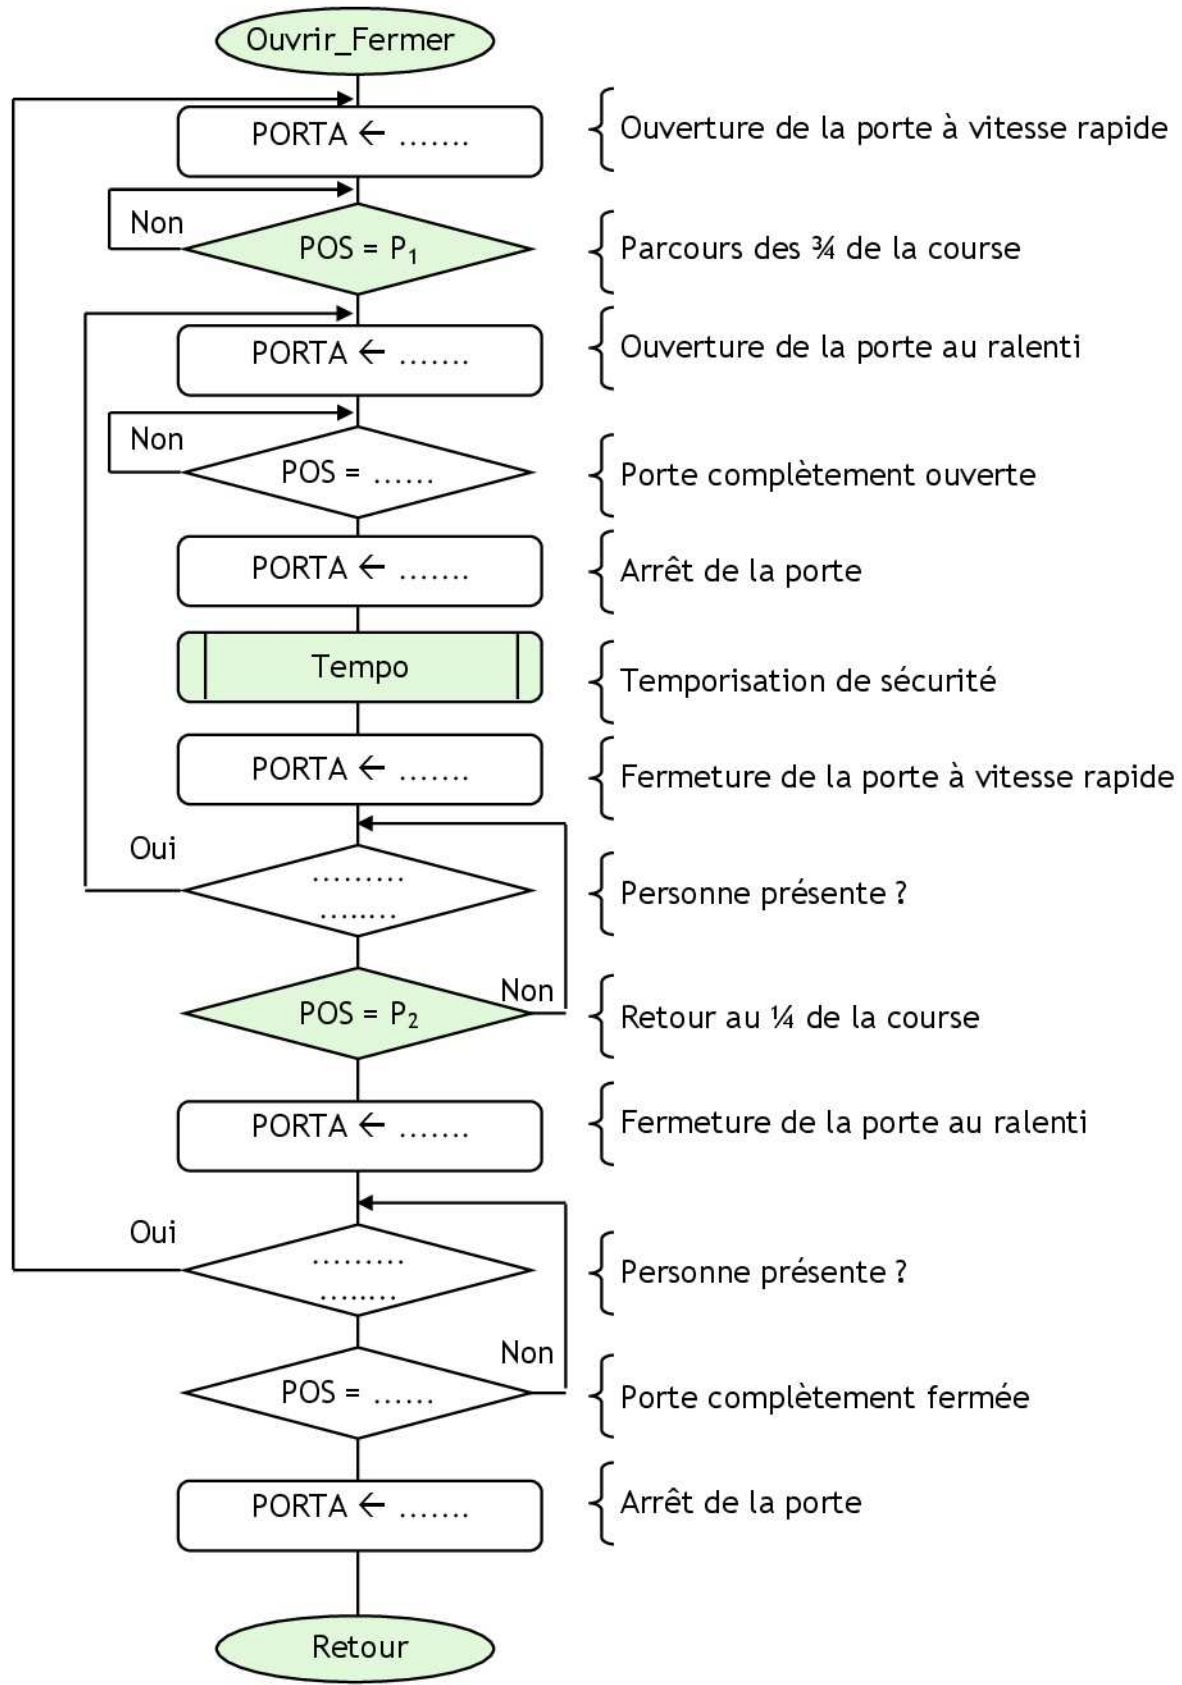 Ouvrir_Fermer
PORTA ← .......
Ouverture de la porte à vitesse rapide
Non
POS = P₁
Parcours des ¾ de la course
PORTA ← .......
Ouverture de la porte au ralenti
Non
POS = ......
Porte complètement ouverte
PORTA ← .......
Arrêt de la porte
Tempo
Temporisation de sécurité
PORTA ← .......
Fermeture de la porte à vitesse rapide
Oui
.........
........
Personne présente ?
Non
POS = P₂
Retour au ¼ de la course
PORTA ← .......
Fermeture de la porte au ralenti
Oui
.........
........
Personne présente ?
Non
POS = ......
Porte complètement fermée
PORTA ← .......
Arrêt de la porte
Retour